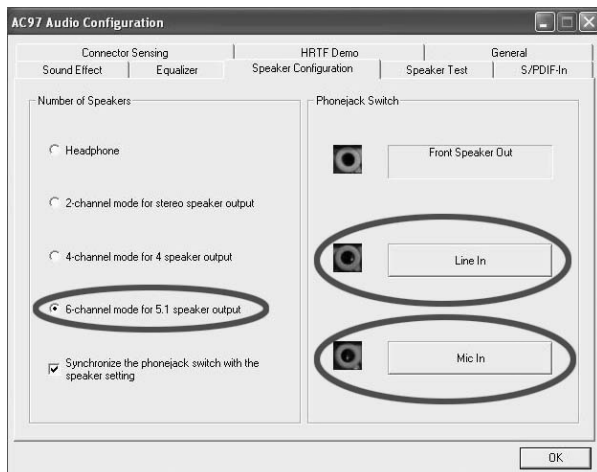 AC97 Audio Configuration
Connector Sensing
HRTF Demo
General
Sound Effect
Equalizer
Speaker Configuration
Speaker Test
S/PDIF-In
Number of Speakers
Headphone
2-channel mode for stereo speaker output
4-channel mode for 4 speaker output
6-channel mode for 5.1 speaker output
Synchronize the phonejack switch with the
speaker setting
Phonejack Switch
Front Speaker Out
Line In
Mic In
OK